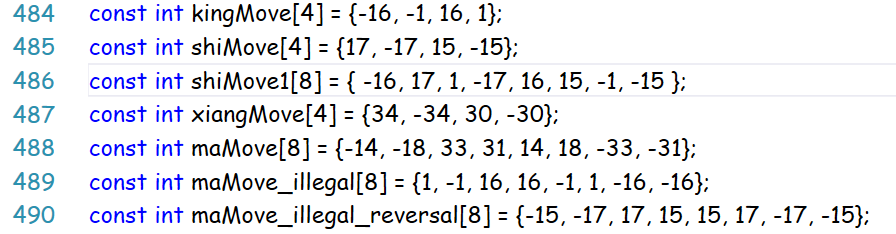 484 const int kingMove[4] = {-16, -1, 16, 1};
485 const int shiMove[4] = {17, -17, 15, -15};
486 const int shiMove1[8] = { -16, 17, 1, -17, 16, 15, -1, -15 };
487 const int xiangMove[4] = {34, -34, 30, -30};
488 const int maMove[8] = {-14, -18, 33, 31, 14, 18, -33, -31};
489 const int maMove_illegal[8] = {1, -1, 16, 16, -1, 1, -16, -16};
490 const int maMove_illegal_reversal[8] = {-15, -17, 17, 15, 15, 17, -17, -15};